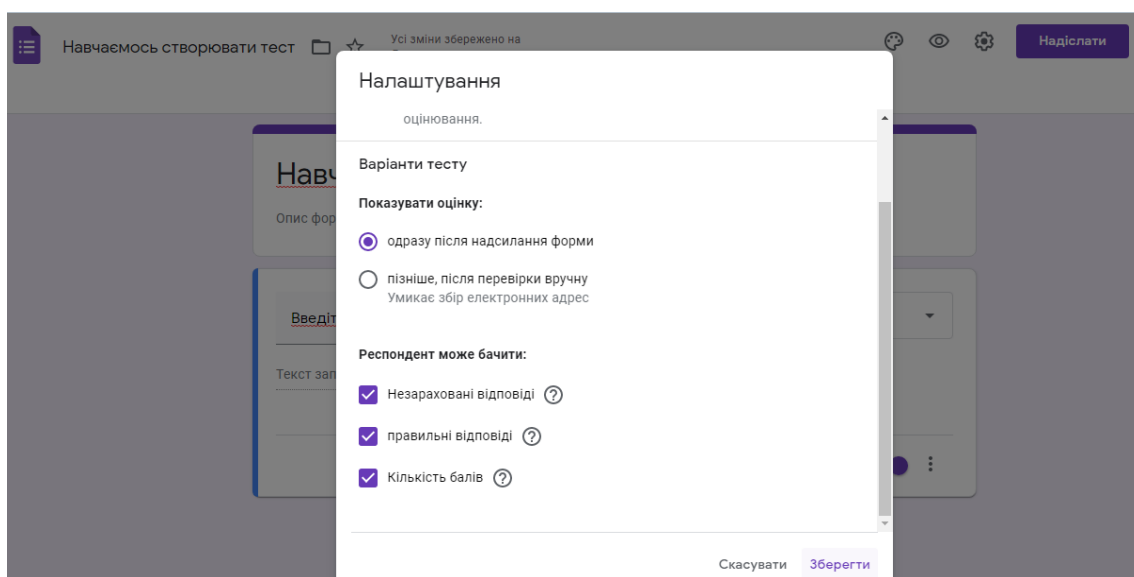 Навчаємось створювати тест
Усі зміни збережено на
Надіслати
Налаштування
оцінювання.
Варіанти тесту
Показувати оцінку:
одразу після надсилання форми
пізніше, після перевірки вручну
Умикає збір електронних адрес
Респондент може бачити:
Незараховані відповіді
правильні відповіді
Кількість балів
Скасувати Зберегти
Навч
Опис фор
Введіт
Текст зап